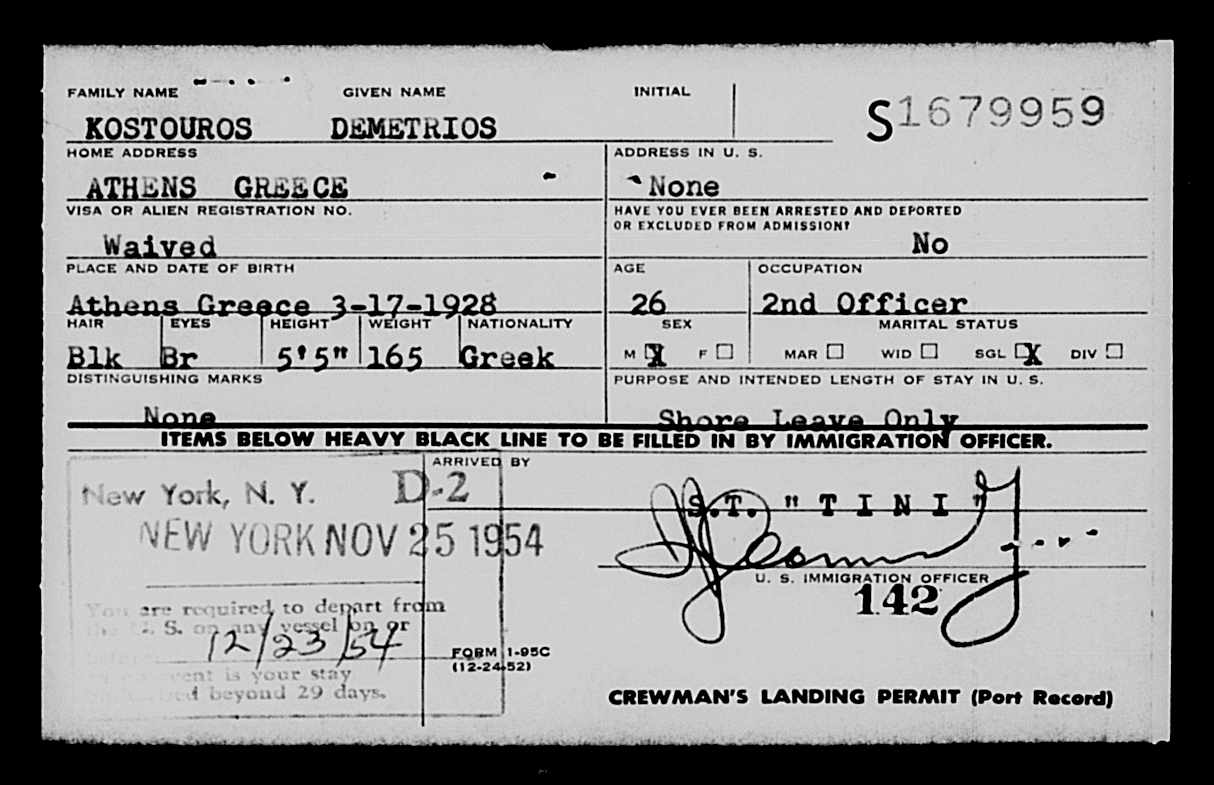 FAMILY NAME GIVEN NAME INITIAL
KOSTOUROS DEMETRIOS S1679959
HOME ADDRESS ADDRESS IN U. S.
ATHENS GREECE None
VISA OR ALIEN REGISTRATION NO. HAVE YOU EVER BEEN ARRESTED AND DEPORTED
OR EXCLUDED FROM ADMISSION?
Waived No
PLACE AND DATE OF BIRTH AGE OCCUPATION
Athens Greece 3-17-1928 26 2nd Officer
HAIR EYES HEIGHT WEIGHT NATIONALITY SEX MARITAL STATUS
Blk Br 5'5" 165 Greek M X F MAR WID SGL X DIV
DISTINGUISHING MARKS PURPOSE AND INTENDED LENGTH OF STAY IN U. S.
None Shore Leave Only
ITEMS BELOW HEAVY BLACK LINE TO BE FILLED IN BY IMMIGRATION OFFICER.
ARRIVED BY
New York, N. Y. D-2 S.T. "TINI"
NEW YORK NOV 25 1954
U. S. IMMIGRATION OFFICER
142
You are required to depart from
the U. S. on any vessel on or
before 12/23/54
event is your stay
beyond 29 days.
FORM I-95C
(12-24-52)
CREWMAN'S LANDING PERMIT (Port Record)